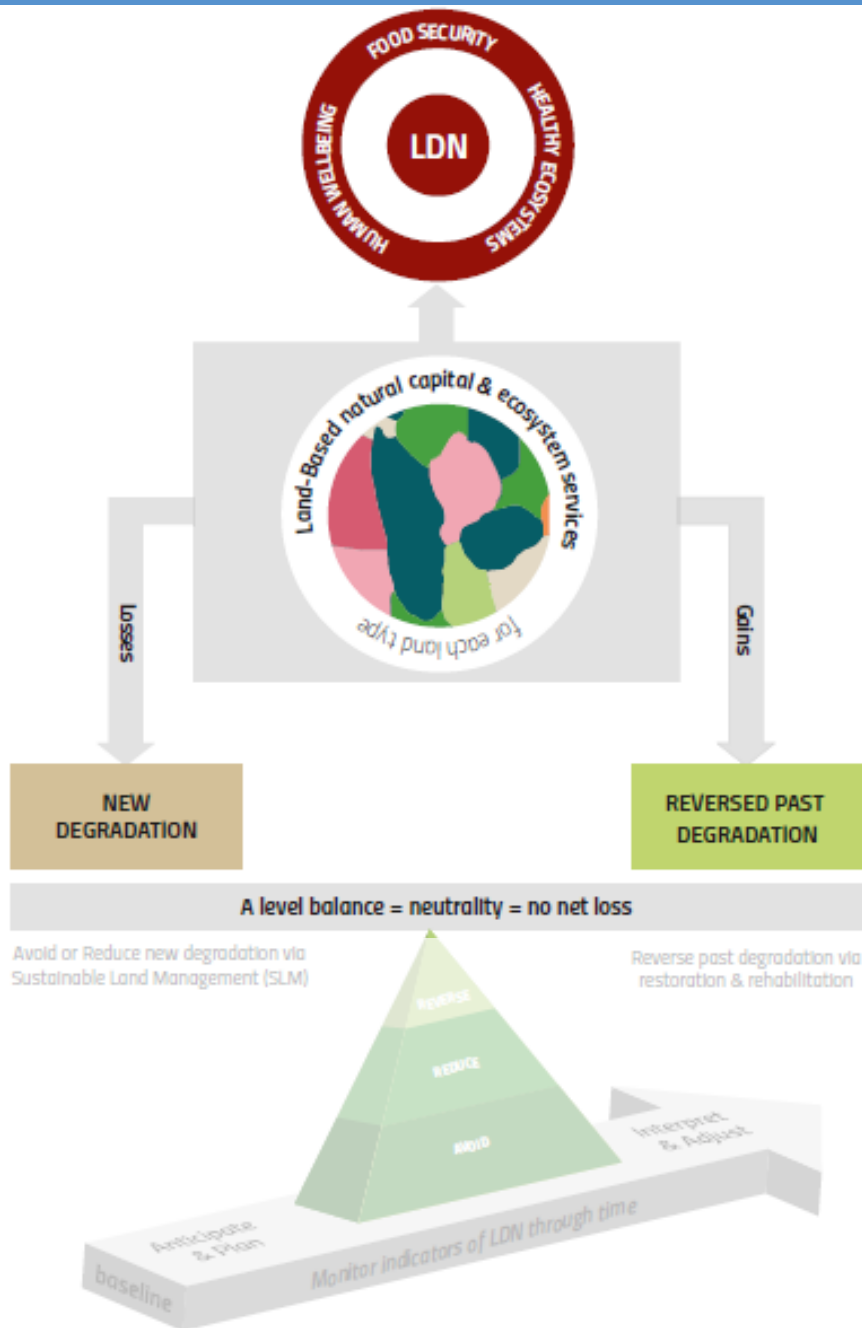 FOOD SECURITY
HUMAN WELLBEING
HEALTHY ECOSYSTEMS
LDN
Land-Based natural capital & ecosystem services
for each land type
Losses
Gains
NEW
DEGRADATION
REVERSED PAST
DEGRADATION
A level balance = neutrality = no net loss
Avoid or Reduce new degradation via
Sustainable Land Management (SLM)
Reverse past degradation via
restoration & rehabilitation
REVERSE
REDUCE
AVOID
Interpret
& Adjust
Anticipate
& Plan
Monitor indicators of LDN through time
baseline